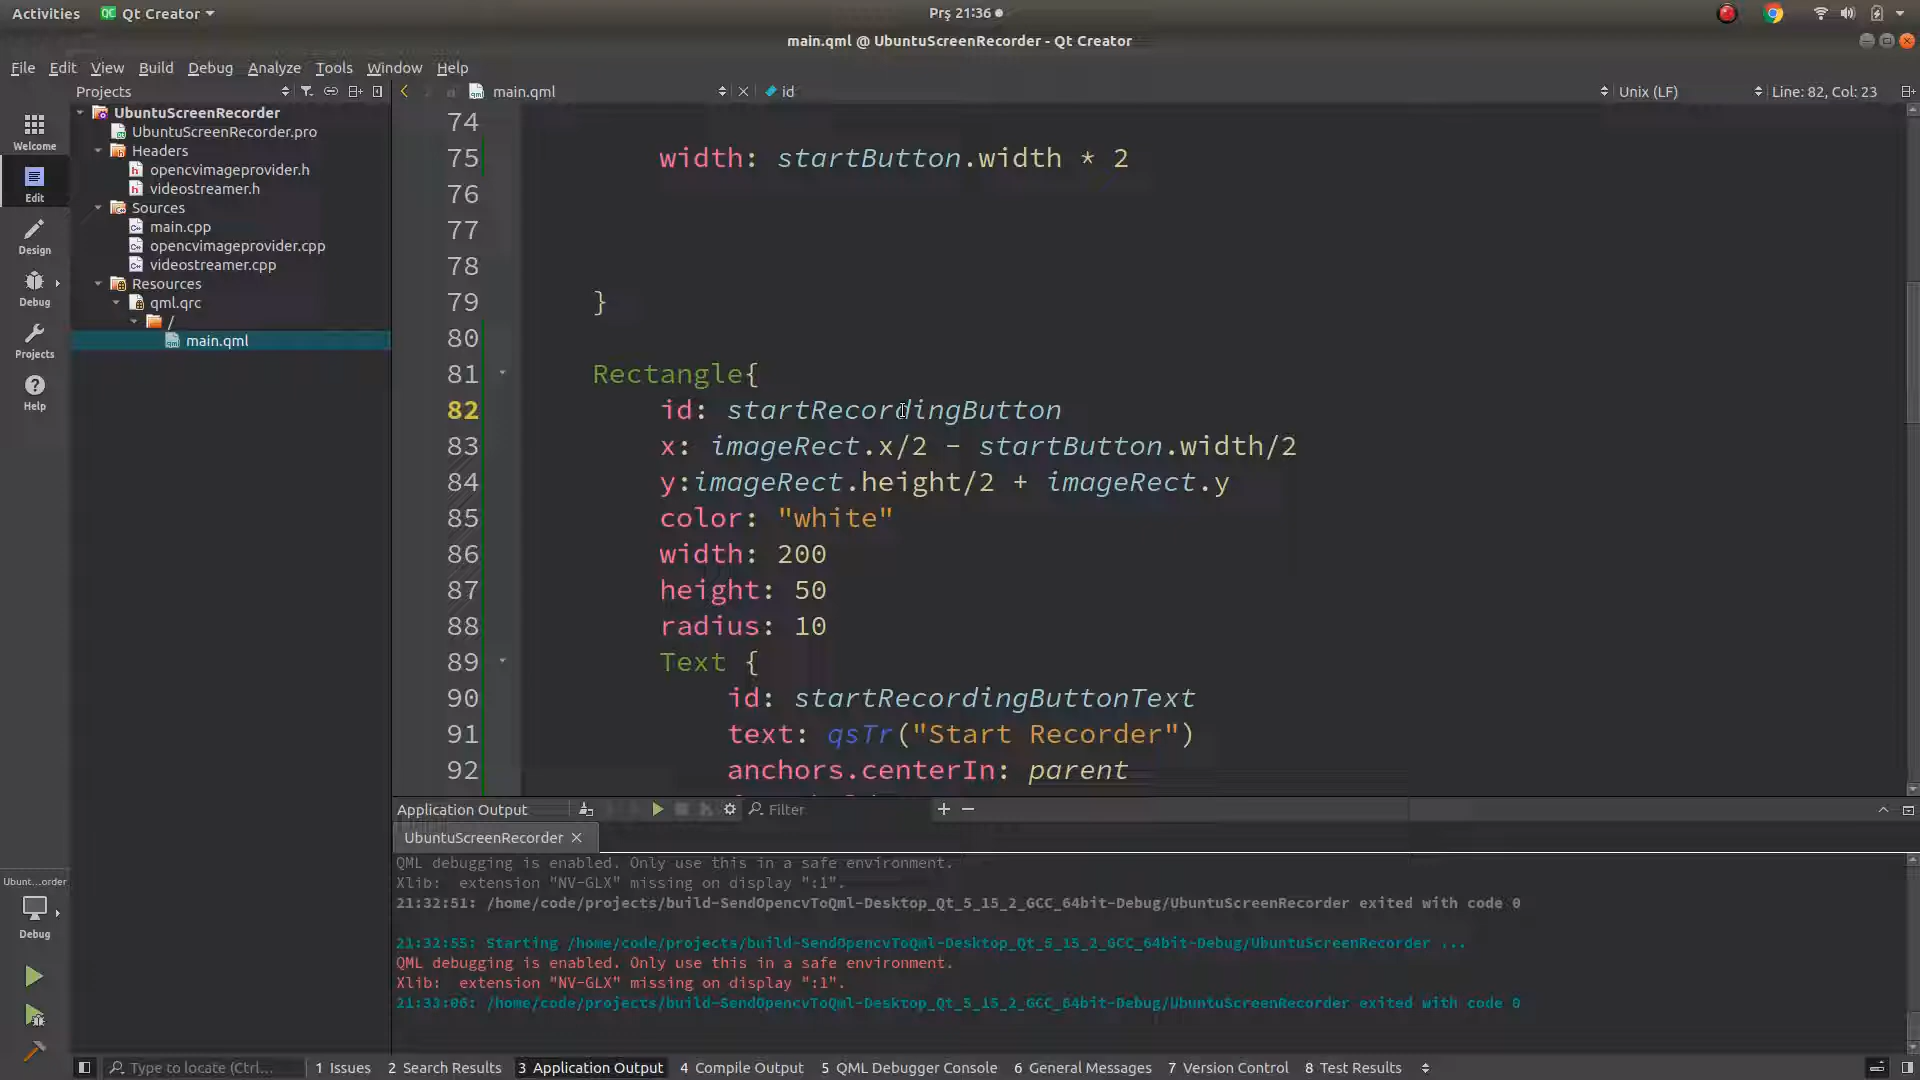 Activities Qt Creator Prş 21:36
main.qml @ UbuntuScreenRecorder - Qt Creator
File Edit View Build Debug Analyze Tools Window Help
Projects main.qml id Unix (LF) Line: 82, Col: 23
Welcome
Edit
Design
Debug
Projects
Help
UbuntuScreenRecorder
UbuntuScreenRecorder.pro
Headers
opencvimageprovider.h
videostreamer.h
Sources
main.cpp
opencvimageprovider.cpp
videostreamer.cpp
Resources
qml.qrc
/
main.qml
74
75 width: startButton.width * 2
76
77
78
79 }
80
81 Rectangle{
82 id: startRecordingButton
83 x: imageRect.x/2 - startButton.width/2
84 y:imageRect.height/2 + imageRect.y
85 color: "white"
86 width: 200
87 height: 50
88 radius: 10
89 Text {
90 id: startRecordingButtonText
91 text: qsTr("Start Recorder")
92 anchors.centerIn: parent
Application Output Filter
UbuntuScreenRecorder
QML debugging is enabled. Only use this in a safe environment.
Xlib: extension "NV-GLX" missing on display ":1".
21:32:51: /home/code/projects/build-SendOpencvToQml-Desktop_Qt_5_15_2_GCC_64bit-Debug/UbuntuScreenRecorder exited with code 0
21:32:55: Starting /home/code/projects/build-SendOpencvToQml-Desktop_Qt_5_15_2_GCC_64bit-Debug/UbuntuScreenRecorder ...
QML debugging is enabled. Only use this in a safe environment.
Xlib: extension "NV-GLX" missing on display ":1".
21:33:06: /home/code/projects/build-SendOpencvToQml-Desktop_Qt_5_15_2_GCC_64bit-Debug/UbuntuScreenRecorder exited with code 0
Ubunt...order
Debug
Type to locate (Ctrl... 1 Issues 2 Search Results 3 Application Output 4 Compile Output 5 QML Debugger Console 6 General Messages 7 Version Control 8 Test Results